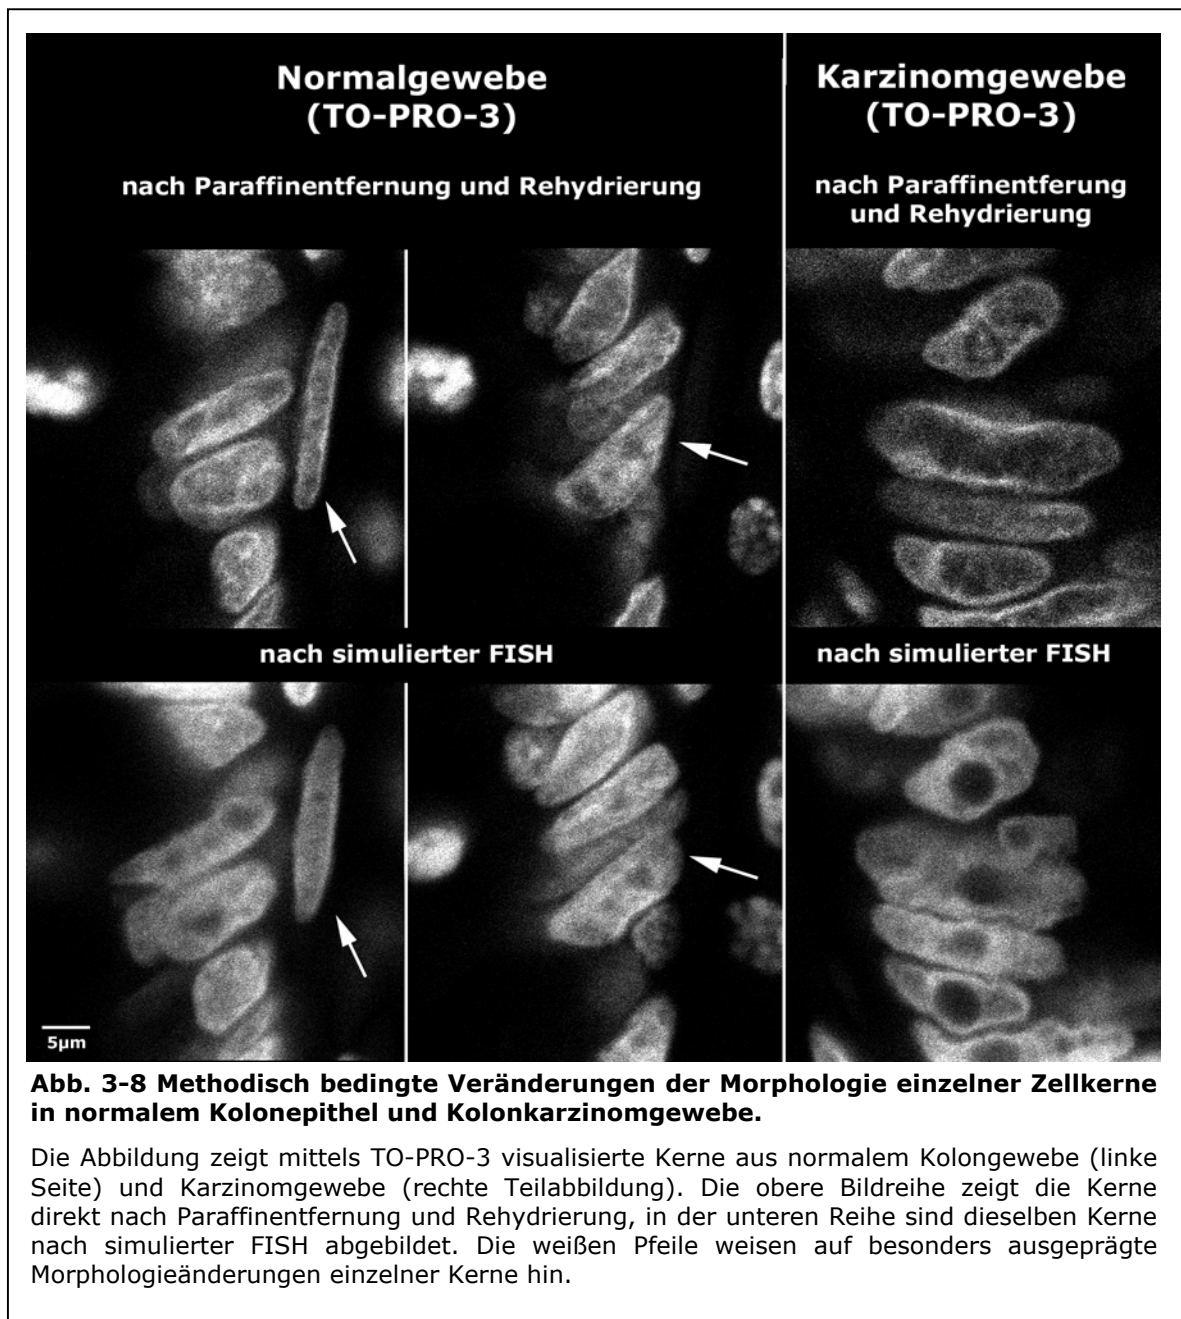 Normalgewebe
(TO-PRO-3)
nach Paraffinentfernung und Rehydrierung
Karzinomgewebe
(TO-PRO-3)
nach Paraffinentferung
und Rehydrierung
nach simulierter FISH
nach simulierter FISH
5µm
Abb. 3-8 Methodisch bedingte Veränderungen der Morphologie einzelner Zellkerne
in normalem Kolonepithel und Kolonkarzinomgewebe.
Die Abbildung zeigt mittels TO-PRO-3 visualisierte Kerne aus normalem Kolongewebe (linke
Seite) und Karzinomgewebe (rechte Teilabbildung). Die obere Bildreihe zeigt die Kerne
direkt nach Paraffinentfernung und Rehydrierung, in der unteren Reihe sind dieselben Kerne
nach simulierter FISH abgebildet. Die weißen Pfeile weisen auf besonders ausgeprägte
Morphologieänderungen einzelner Kerne hin.